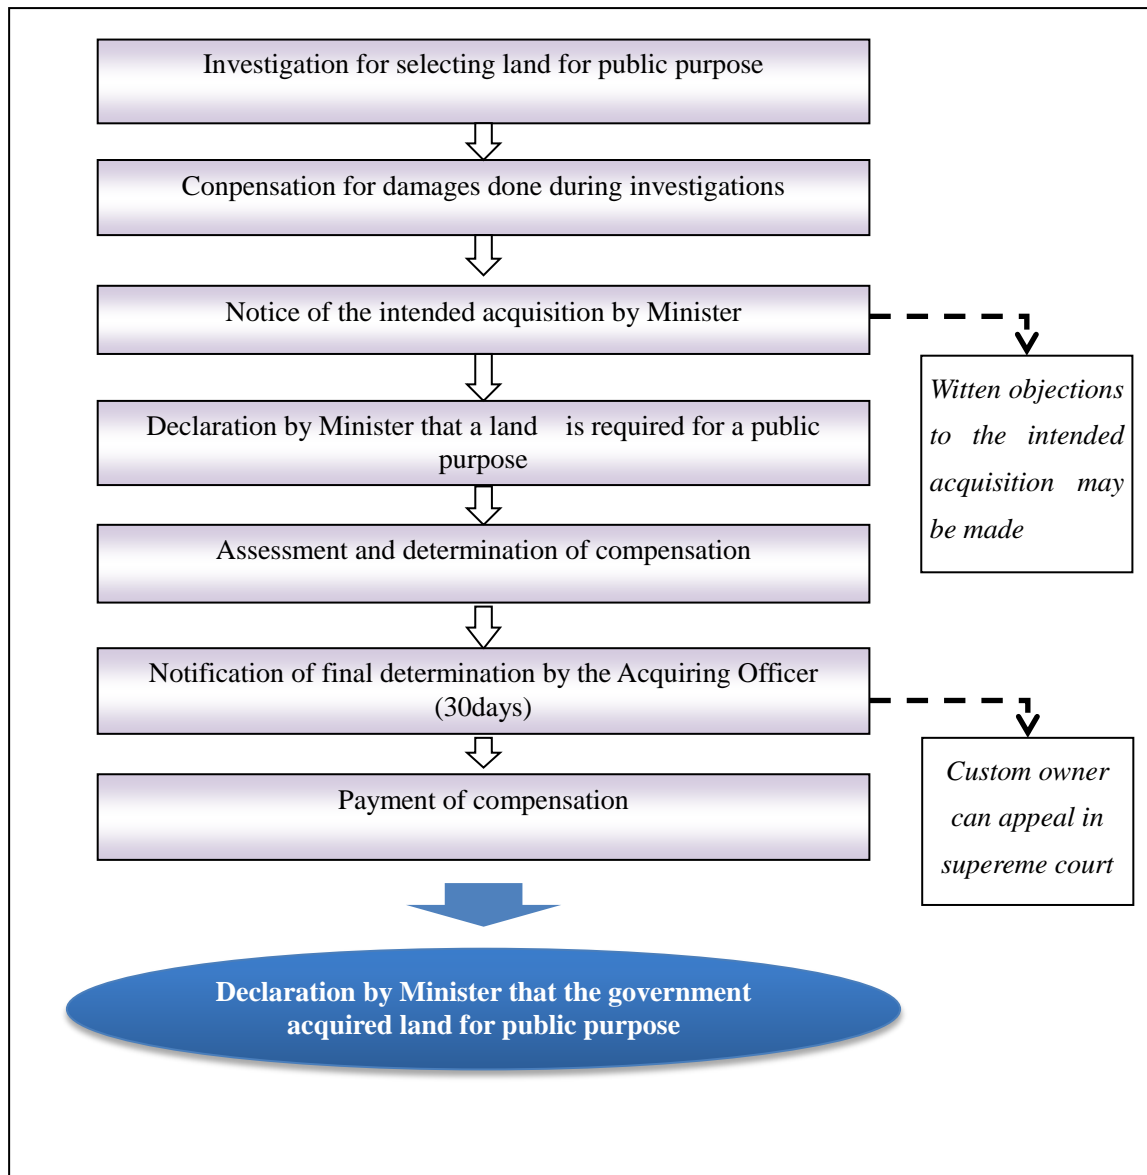 Investigation for selecting land for public purpose
Conpensation for damages done during investigations
Notice of the intended acquisition by Minister
Witten objections
to the intended
acquisition may
be made
Declaration by Minister that a land is required for a public
purpose
Assessment and determination of compensation
Notification of final determination by the Acquiring Officer
(30days)
Custom owner
can appeal in
supereme court
Payment of compensation
Declaration by Minister that the government
acquired land for public purpose